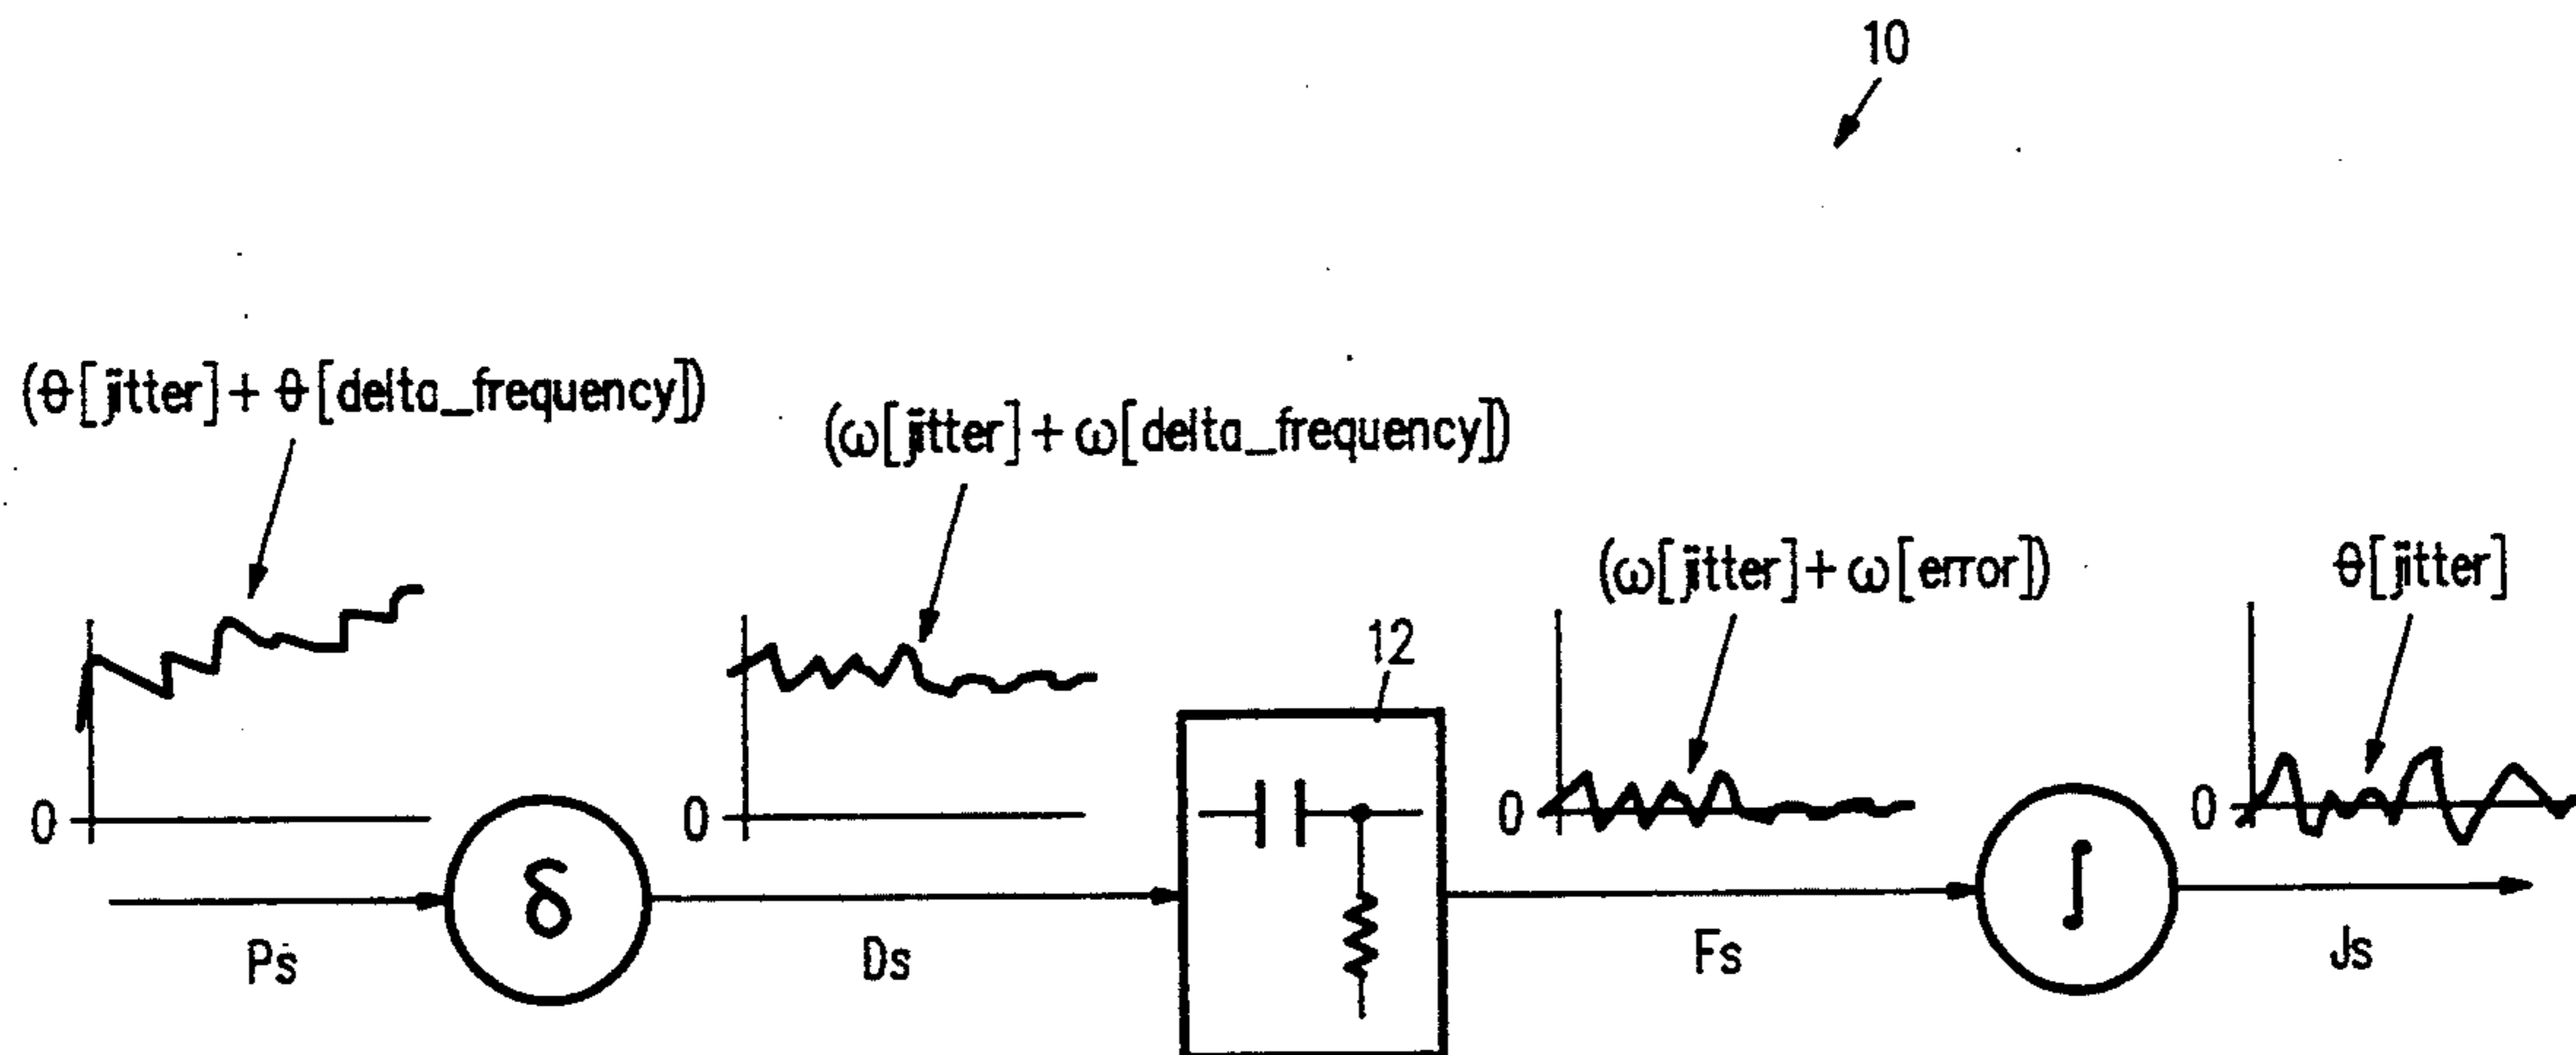 10
(θ[jitter] + θ[delta_frequency])
(ω[jitter] + ω[delta_frequency])
(ω[jitter] + ω[error])
θ[jitter]
12
0
0
0
0
δ
∫
Ps
Ds
Fs
Js